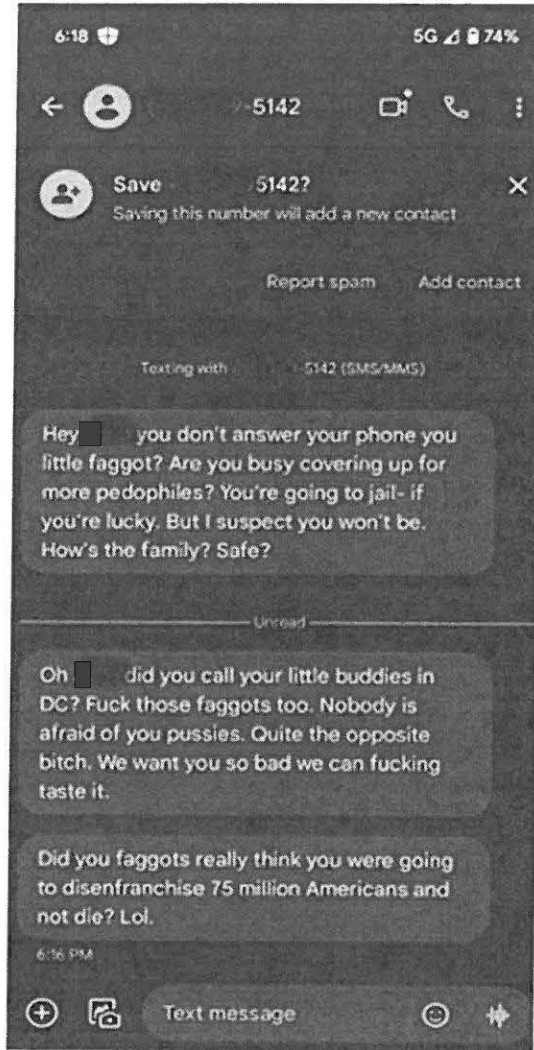 6:18
5G 74%
-5142
Save 5142?
Saving this number will add a new contact
Report spam Add contact
Texting with 5142 (SMS/MMS)
Hey you don't answer your phone you
little faggot? Are you busy covering up for
more pedophiles? You're going to jail- if
you're lucky. But I suspect you won't be.
How's the family? Safe?
Unread
Oh did you call your little buddies in
DC? Fuck those faggots too. Nobody is
afraid of you pussies. Quite the opposite
bitch. We want you so bad we can fucking
taste it.
Did you faggots really think you were going
to disenfranchise 75 million Americans and
not die? Lol.
6:16 PM
Text message